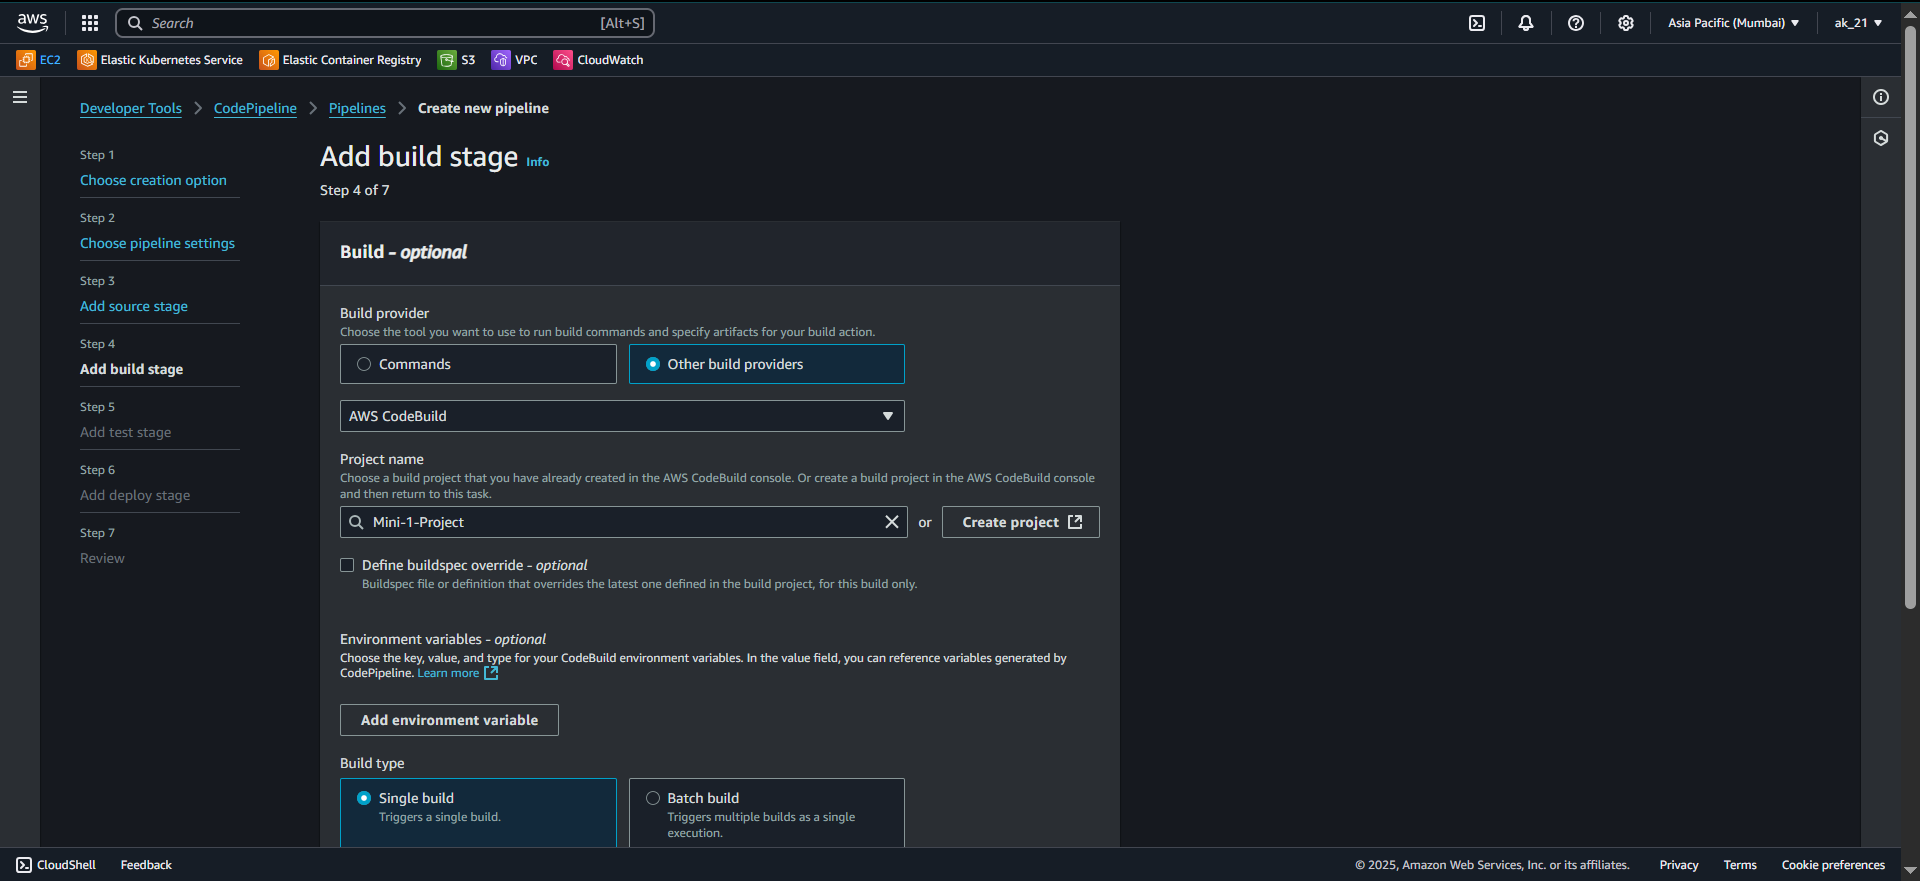 aws
Search [Alt+S]
Asia Pacific (Mumbai)
ak_21
EC2
Elastic Kubernetes Service
Elastic Container Registry
S3
VPC
CloudWatch
Developer Tools
CodePipeline
Pipelines
Create new pipeline
Step 1
Choose creation option
Step 2
Choose pipeline settings
Step 3
Add source stage
Step 4
Add build stage
Step 5
Add test stage
Step 6
Add deploy stage
Step 7
Review
Add build stage Info
Step 4 of 7
Build - optional
Build provider
Choose the tool you want to use to run build commands and specify artifacts for your build action.
Commands
Other build providers
AWS CodeBuild
Project name
Choose a build project that you have already created in the AWS CodeBuild console. Or create a build project in the AWS CodeBuild console
and then return to this task.
Mini-1-Project
or
Create project
Define buildspec override - optional
Buildspec file or definition that overrides the latest one defined in the build project, for this build only.
Environment variables - optional
Choose the key, value, and type for your CodeBuild environment variables. In the value field, you can reference variables generated by
CodePipeline. Learn more
Add environment variable
Build type
Single build
Triggers a single build.
Batch build
Triggers multiple builds as a single
execution.
CloudShell
Feedback
© 2025, Amazon Web Services, Inc. or its affiliates.
Privacy
Terms
Cookie preferences